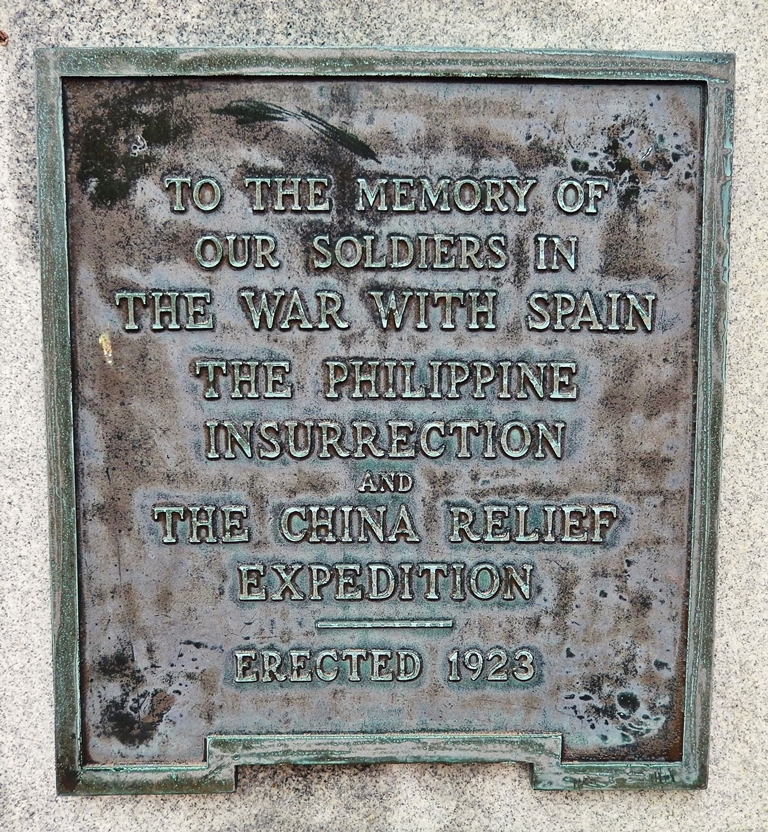 TO THE MEMORY OF
OUR SOLDIERS IN
THE WAR WITH SPAIN
THE PHILIPPINE
INSURRECTION
AND
THE CHINA RELIEF
EXPEDITION
ERECTED 1923